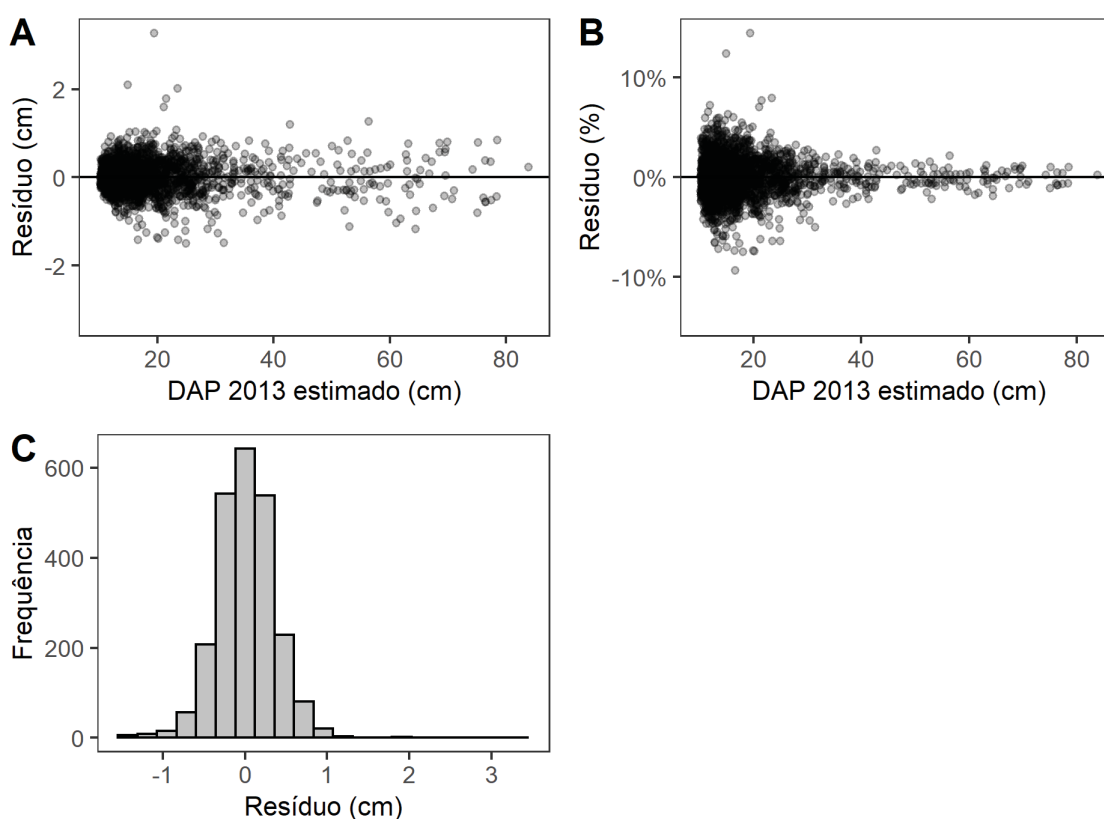 A
Resíduo (cm)
2
0
-2
20 40 60 80
DAP 2013 estimado (cm)
B
Resíduo (%)
10%
0%
-10%
20 40 60 80
DAP 2013 estimado (cm)
C
Frequência
600
400
200
0
-1 0 1 2 3
Resíduo (cm)